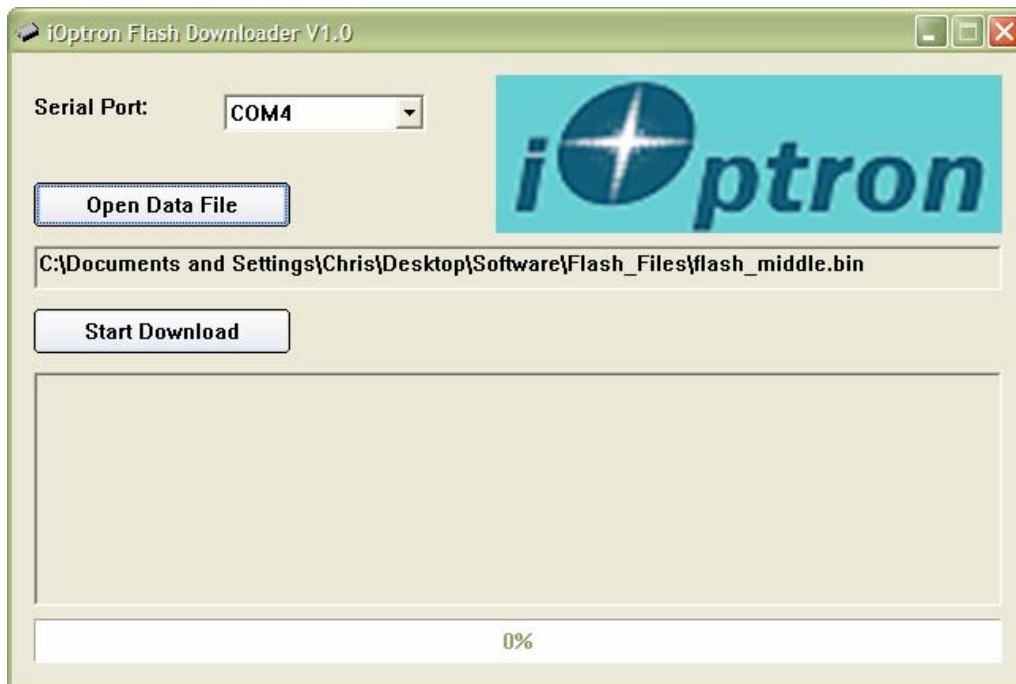 iOptron Flash Downloader V1.0
Serial Port:
COM4
iOptron
Open Data File
C:\Documents and Settings\Chris\Desktop\Software\Flash_Files\flash_middle.bin
Start Download
0%